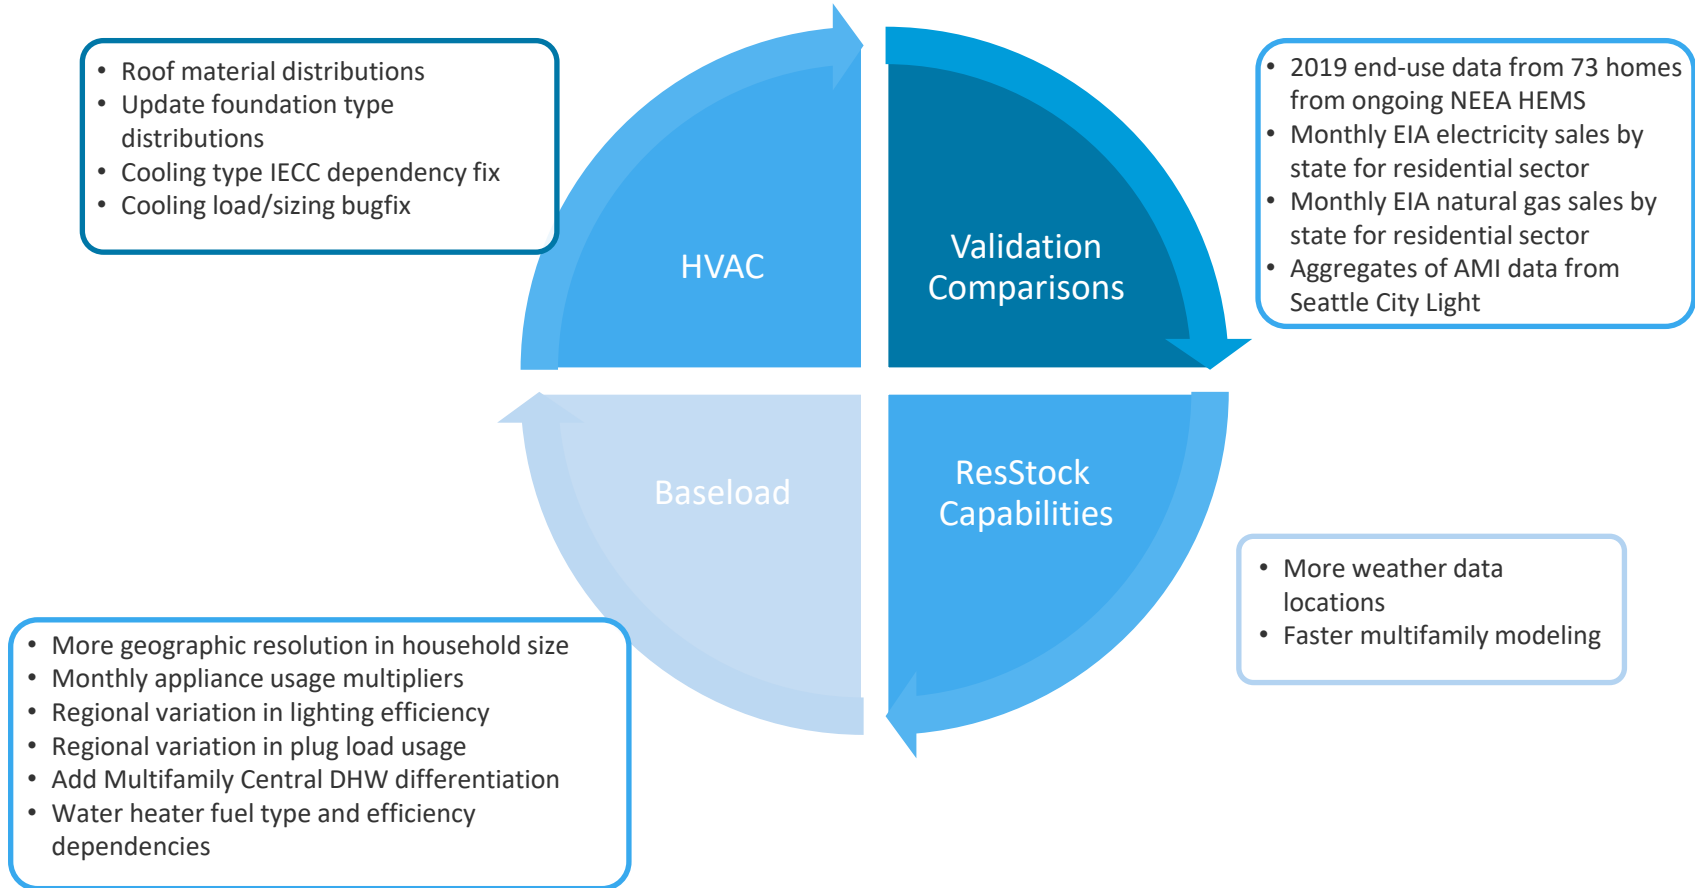 • Roof material distributions
• Update foundation type
distributions
• Cooling type IECC dependency fix
• Cooling load/sizing bugfix
HVAC
Validation
Comparisons
• 2019 end-use data from 73 homes
from ongoing NEEA HEMS
• Monthly EIA electricity sales by
state for residential sector
• Monthly EIA natural gas sales by
state for residential sector
• Aggregates of AMI data from
Seattle City Light
Baseload
ResStock
Capabilities
• More weather data
locations
• Faster multifamily modeling
• More geographic resolution in household size
• Monthly appliance usage multipliers
• Regional variation in lighting efficiency
• Regional variation in plug load usage
• Add Multifamily Central DHW differentiation
• Water heater fuel type and efficiency
dependencies